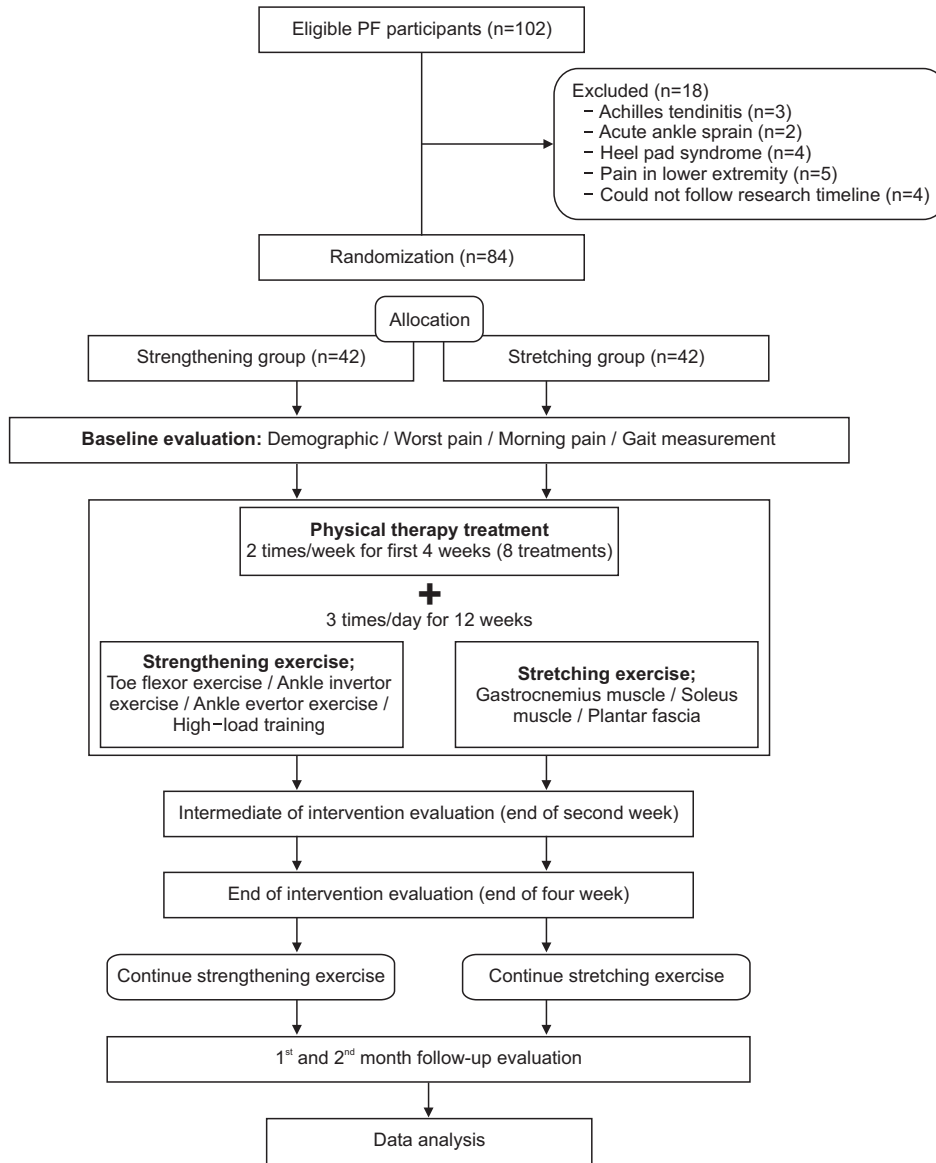 Eligible PF participants (n=102)
Excluded (n=18)
− Achilles tendinitis (n=3)
− Acute ankle sprain (n=2)
− Heel pad syndrome (n=4)
− Pain in lower extremity (n=5)
− Could not follow research timeline (n=4)
Randomization (n=84)
Allocation
Strengthening group (n=42)
Stretching group (n=42)
Baseline evaluation: Demographic / Worst pain / Morning pain / Gait measurement
Physical therapy treatment
2 times/week for first 4 weeks (8 treatments)
+
3 times/day for 12 weeks
Strengthening exercise;
Toe flexor exercise / Ankle invertor
exercise / Ankle evertor exercise /
High−load training
Stretching exercise;
Gastrocnemius muscle / Soleus
muscle / Plantar fascia
Intermediate of intervention evaluation (end of second week)
End of intervention evaluation (end of four week)
Continue strengthening exercise
Continue stretching exercise
1st and 2nd month follow-up evaluation
Data analysis